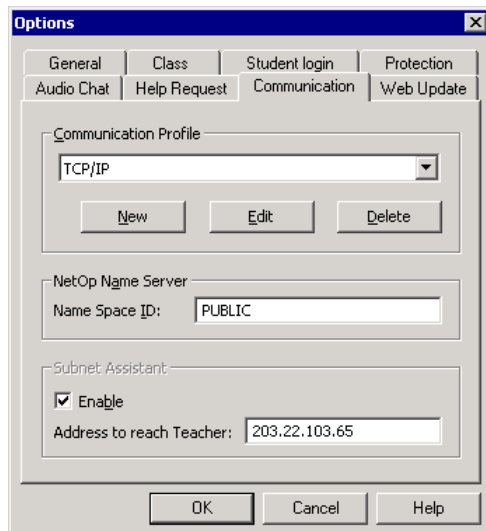 Options
General Class Student login Protection
Audio Chat Help Request Communication Web Update
Communication Profile
TCP/IP
New Edit Delete
NetOp Name Server
Name Space ID: PUBLIC
Subnet Assistant
Enable
Address to reach Teacher: 203.22.103.65
OK Cancel Help